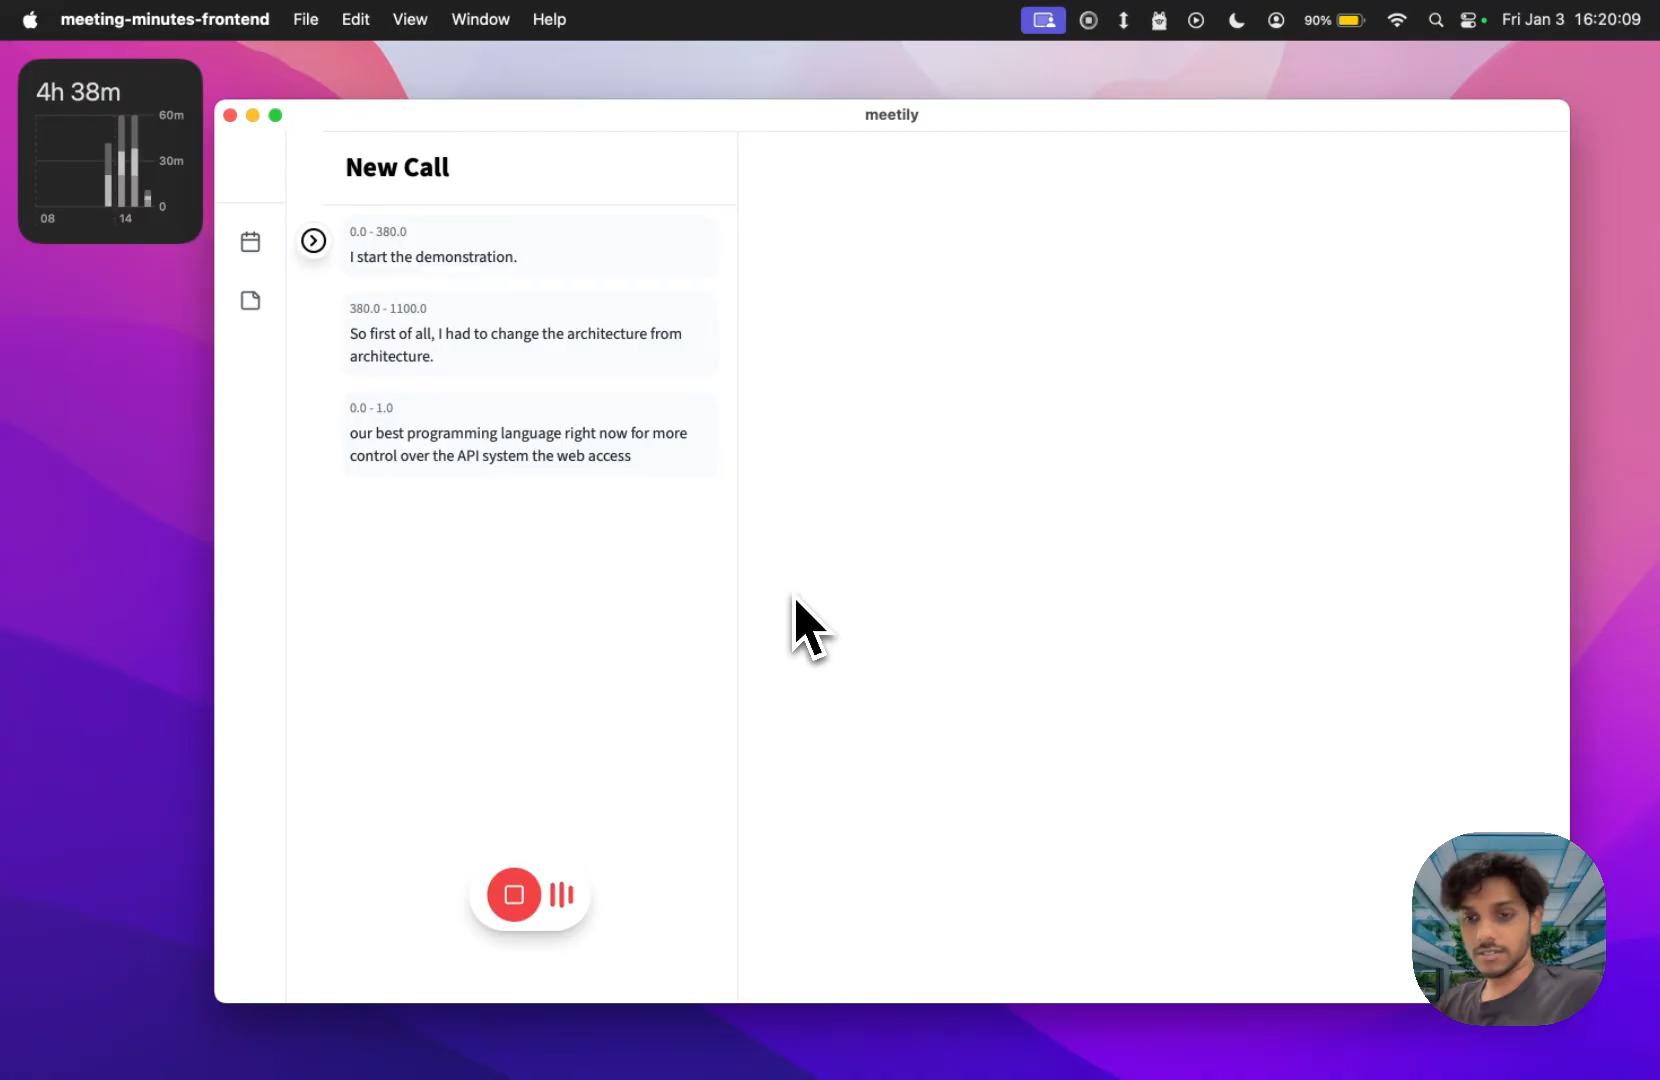 meeting-minutes-frontend File Edit View Window Help 90% Fri Jan 3 16:20:09
4h 38m
60m
30m
0
08 14
meetily
New Call
0.0 - 380.0
I start the demonstration.
380.0 - 1100.0
So first of all, I had to change the architecture from
architecture.
0.0 - 1.0
our best programming language right now for more
control over the API system the web access